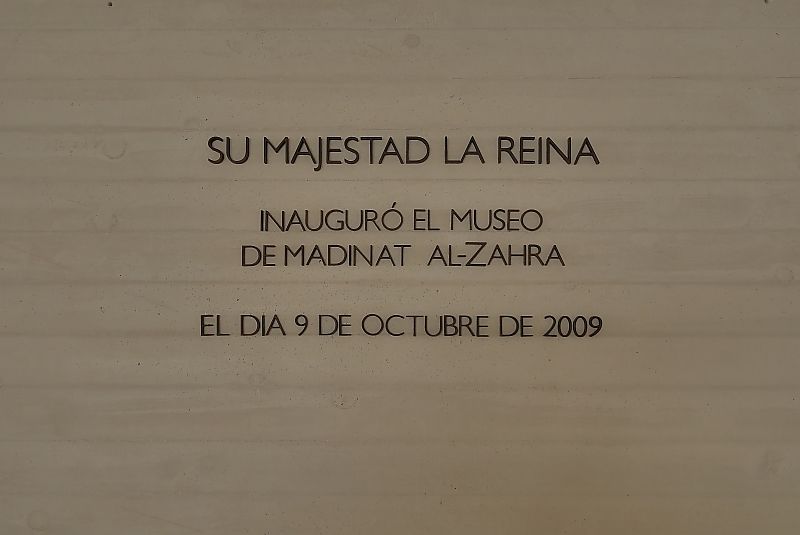 SU MAJESTAD LA REINA
INAUGURÓ EL MUSEO
DE MADINAT AL-ZAHRA
EL DIA 9 DE OCTUBRE DE 2009